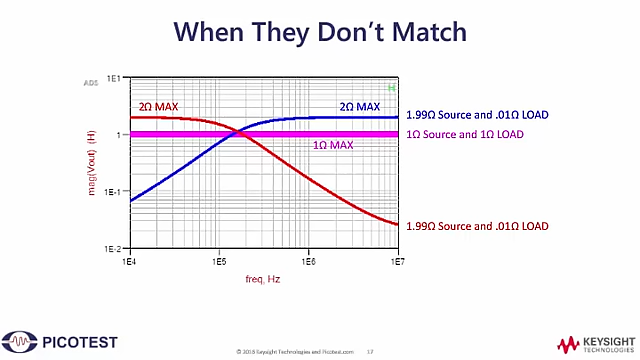 When They Don't Match
ADS
1E1
1
1E-1
1E-2
mag(Vout) (H)
2Ω MAX
2Ω MAX
1Ω MAX
1.99Ω Source and .01Ω LOAD
1Ω Source and 1Ω LOAD
1.99Ω Source and .01Ω LOAD
1E4
1E5
1E6
1E7
freq, Hz
PICOTEST
© 2018 Keysight Technologies and Picotest.com
17
KEYSIGHT
TECHNOLOGIES